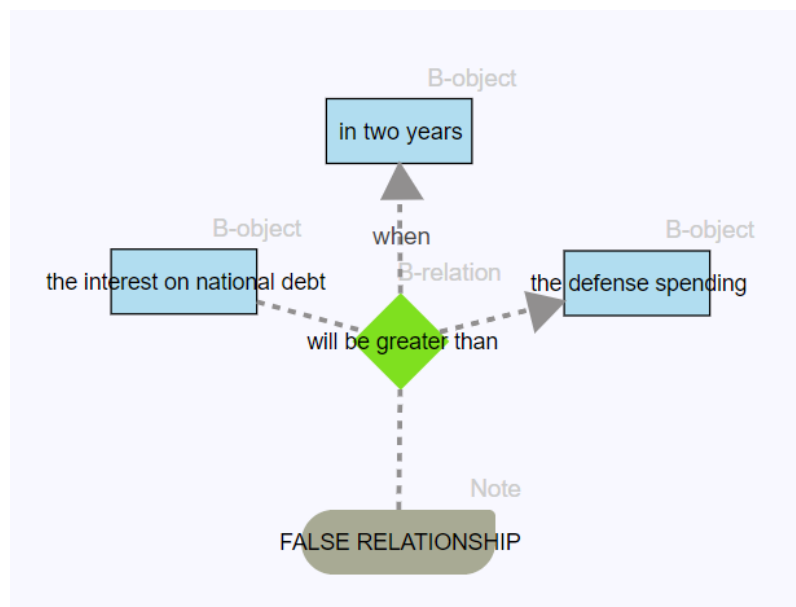 B-object
in two years
B-object
when
B-object
the interest on national debt
B-relation
the defense spending
will be greater than
Note
FALSE RELATIONSHIP